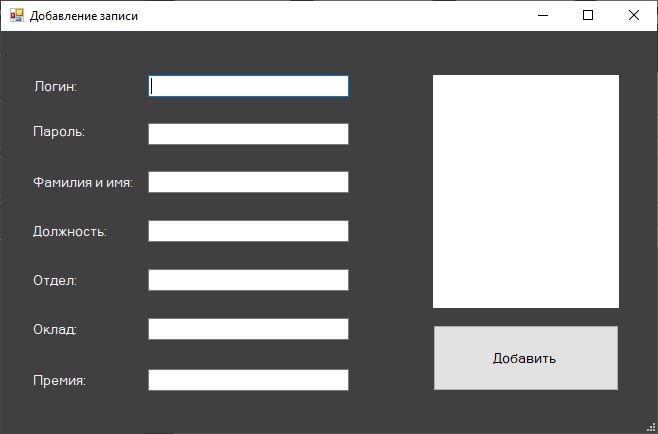 Добавление записи
Логин:
Пароль:
Фамилия и имя:
Должность:
Отдел:
Оклад:
Премия:
Добавить